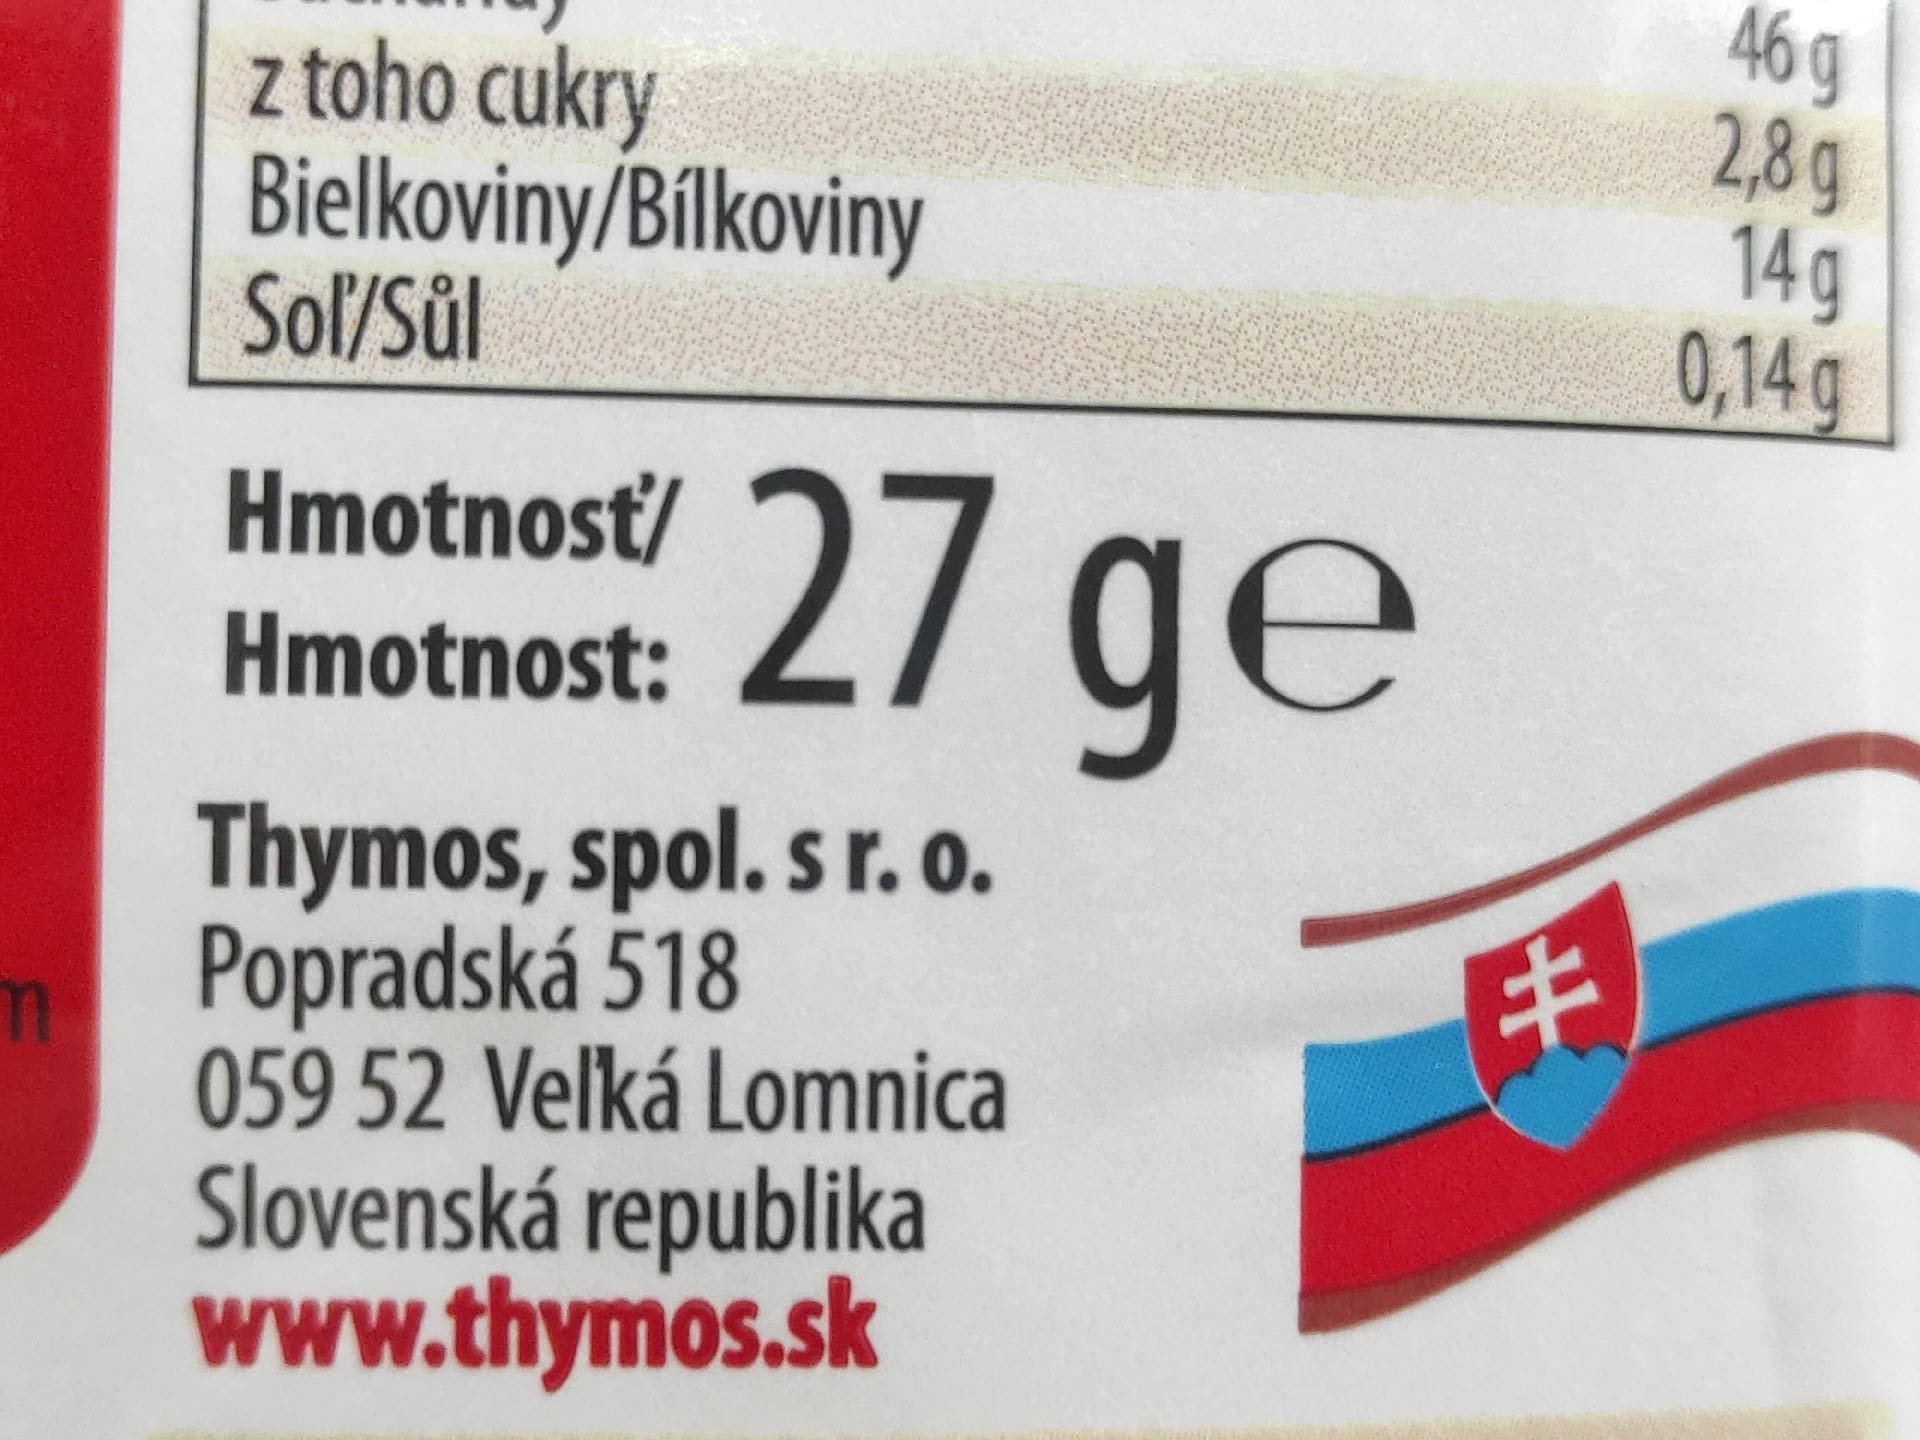 46 g
z toho cukry 2,8 g
Bielkoviny/Bílkoviny 14 g
Soľ/Sůl 0,14 g
Hmotnosť/
Hmotnost: 27 g ℮
Thymos, spol. s r. o.
Popradská 518
059 52 Veľká Lomnica
Slovenská republika
www.thymos.sk